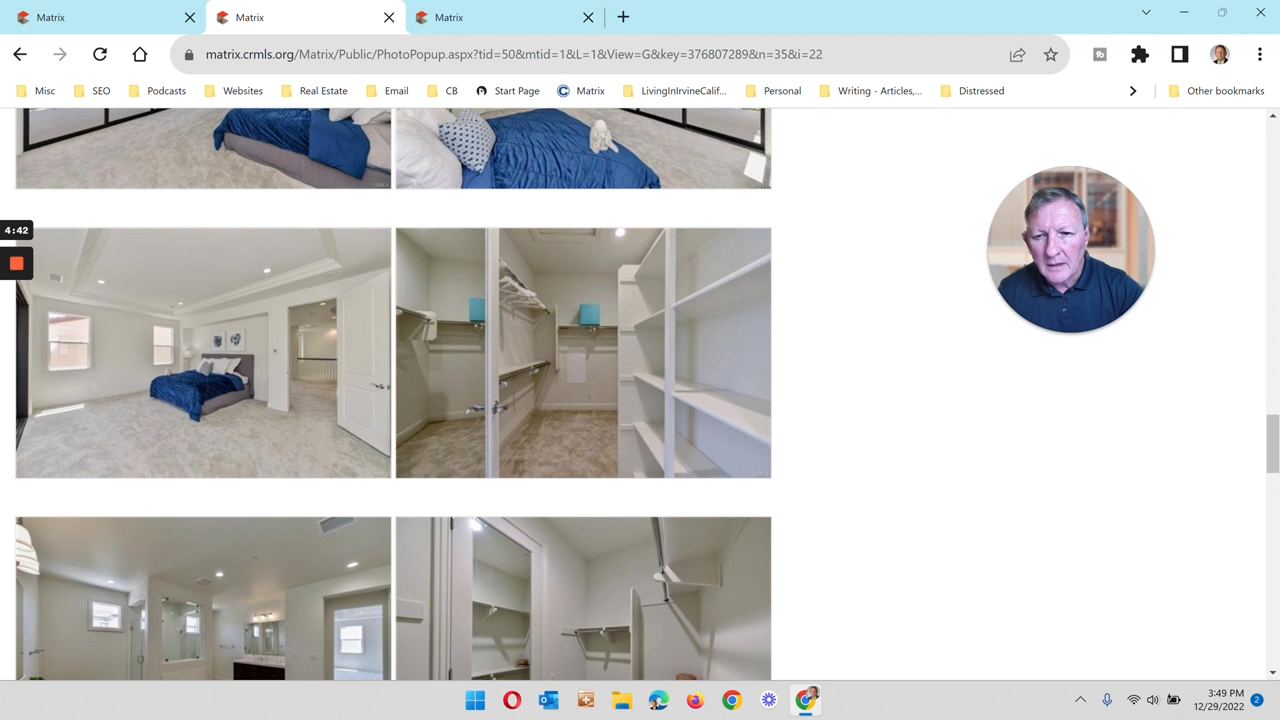 Matrix Matrix Matrix
matrix.crmls.org/Matrix/Public/PhotoPopup.aspx?tid=50&mtid=1&L=1&View=G&key=376807289&n=35&i=22
Misc SEO Podcasts Websites Real Estate Email CB Start Page Matrix LivingInIrvineCalif... Personal Writing - Articles,... Distressed Other bookmarks
4:42
3:49 PM
12/29/2022 2